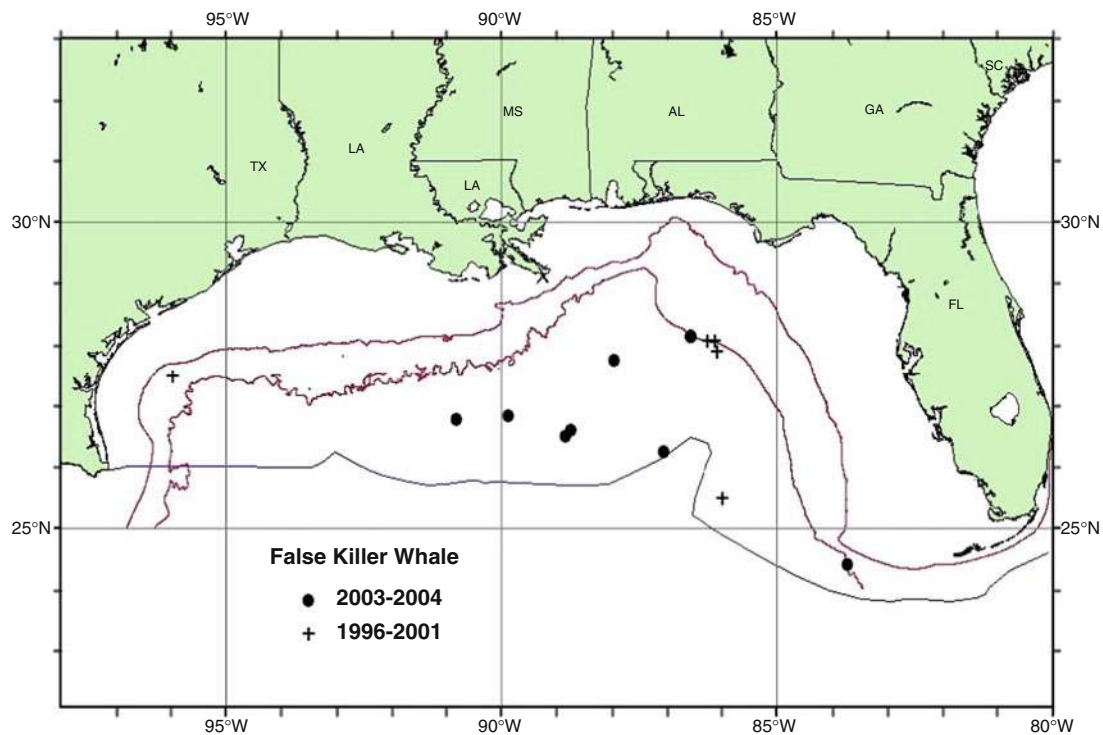 95°W 90°W 85°W
SC
MS AL GA
LA
TX
LA
30°N 30°N
FL
25°N 25°N
False Killer Whale
2003-2004
1996-2001
95°W 90°W 85°W 80°W